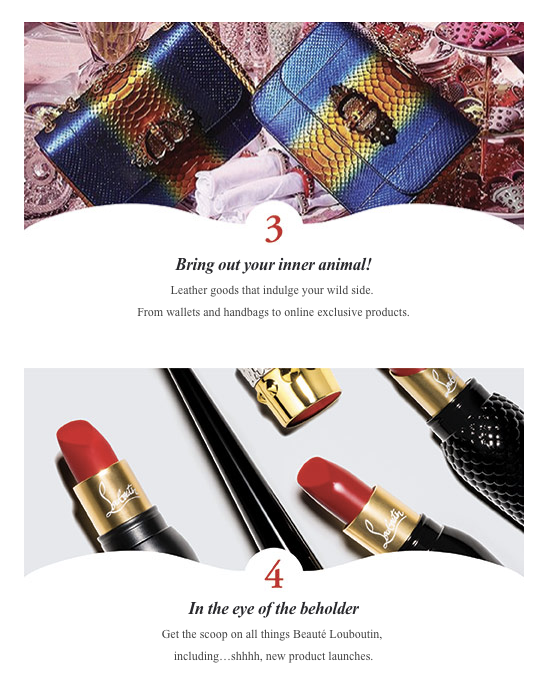 3
Bring out your inner animal!
Leather goods that indulge your wild side.
From wallets and handbags to online exclusive products.
Louboutin
Louboutin
4
In the eye of the beholder
Get the scoop on all things Beauté Louboutin,
including…shhhh, new product launches.